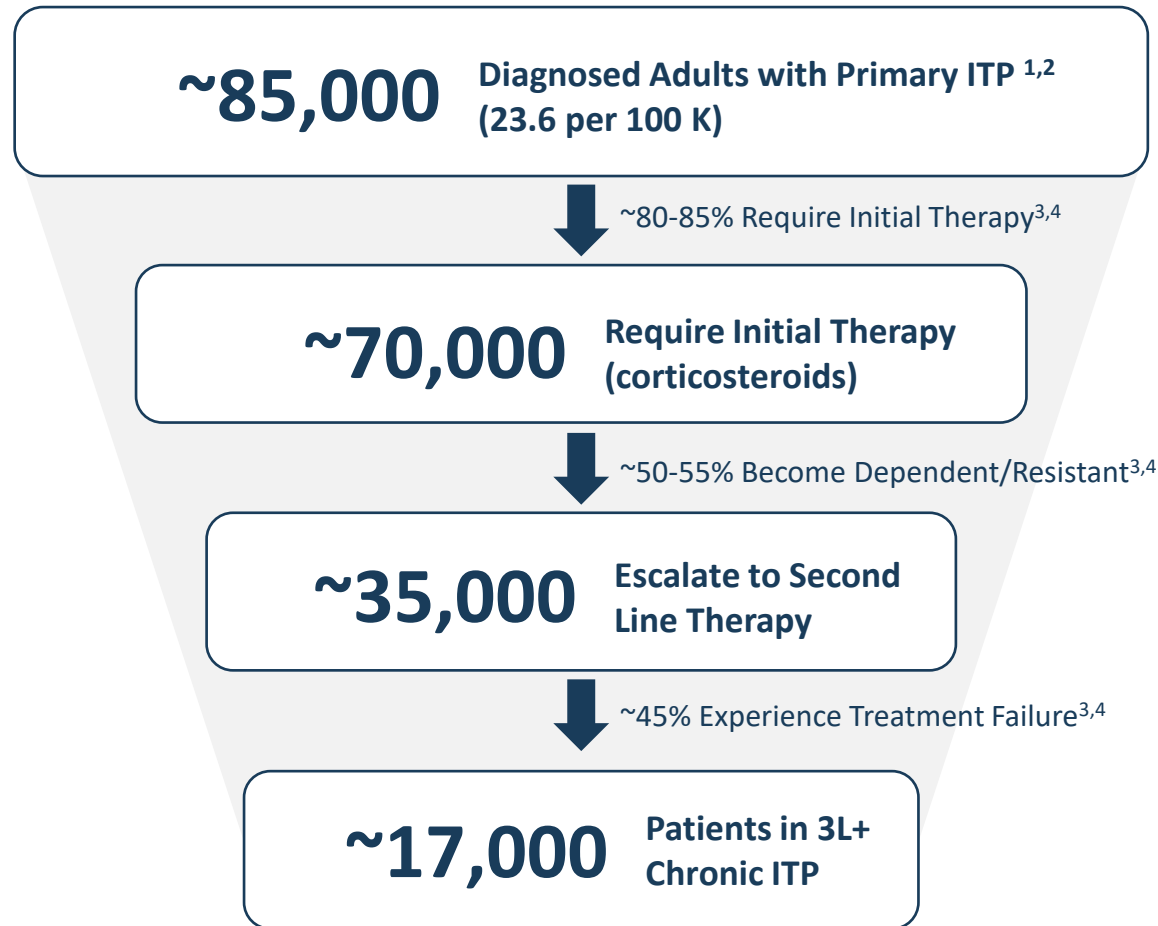 ~85,000 Diagnosed Adults with Primary ITP 1,2
(23.6 per 100 K)
~80-85% Require Initial Therapy3,4
~70,000 Require Initial Therapy
(corticosteroids)
~50-55% Become Dependent/Resistant3,4
~35,000 Escalate to Second
Line Therapy
~45% Experience Treatment Failure3,4
~17,000 Patients in 3L+
Chronic ITP